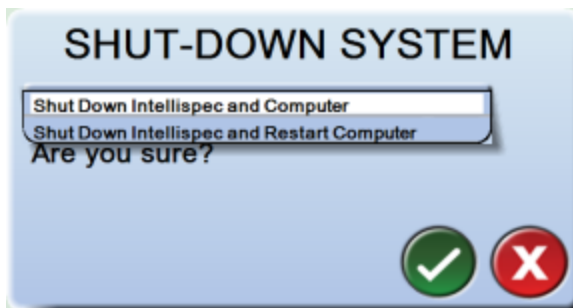 SHUT-DOWN SYSTEM
Shut Down Intellispec and Computer
Shut Down Intellispec and Restart Computer
Are you sure?